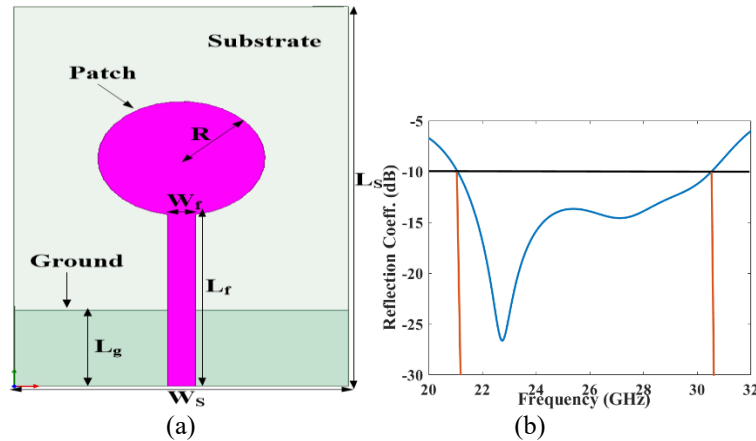 Substrate
Patch
R
Ls
Wf
Ground
Lf
Lg
Ws
(a)
Reflection Coeff. (dB)
-5
-10
-15
-20
-25
-30
20 22 24 26 28 30 32
Frequency (GHz)
(b)